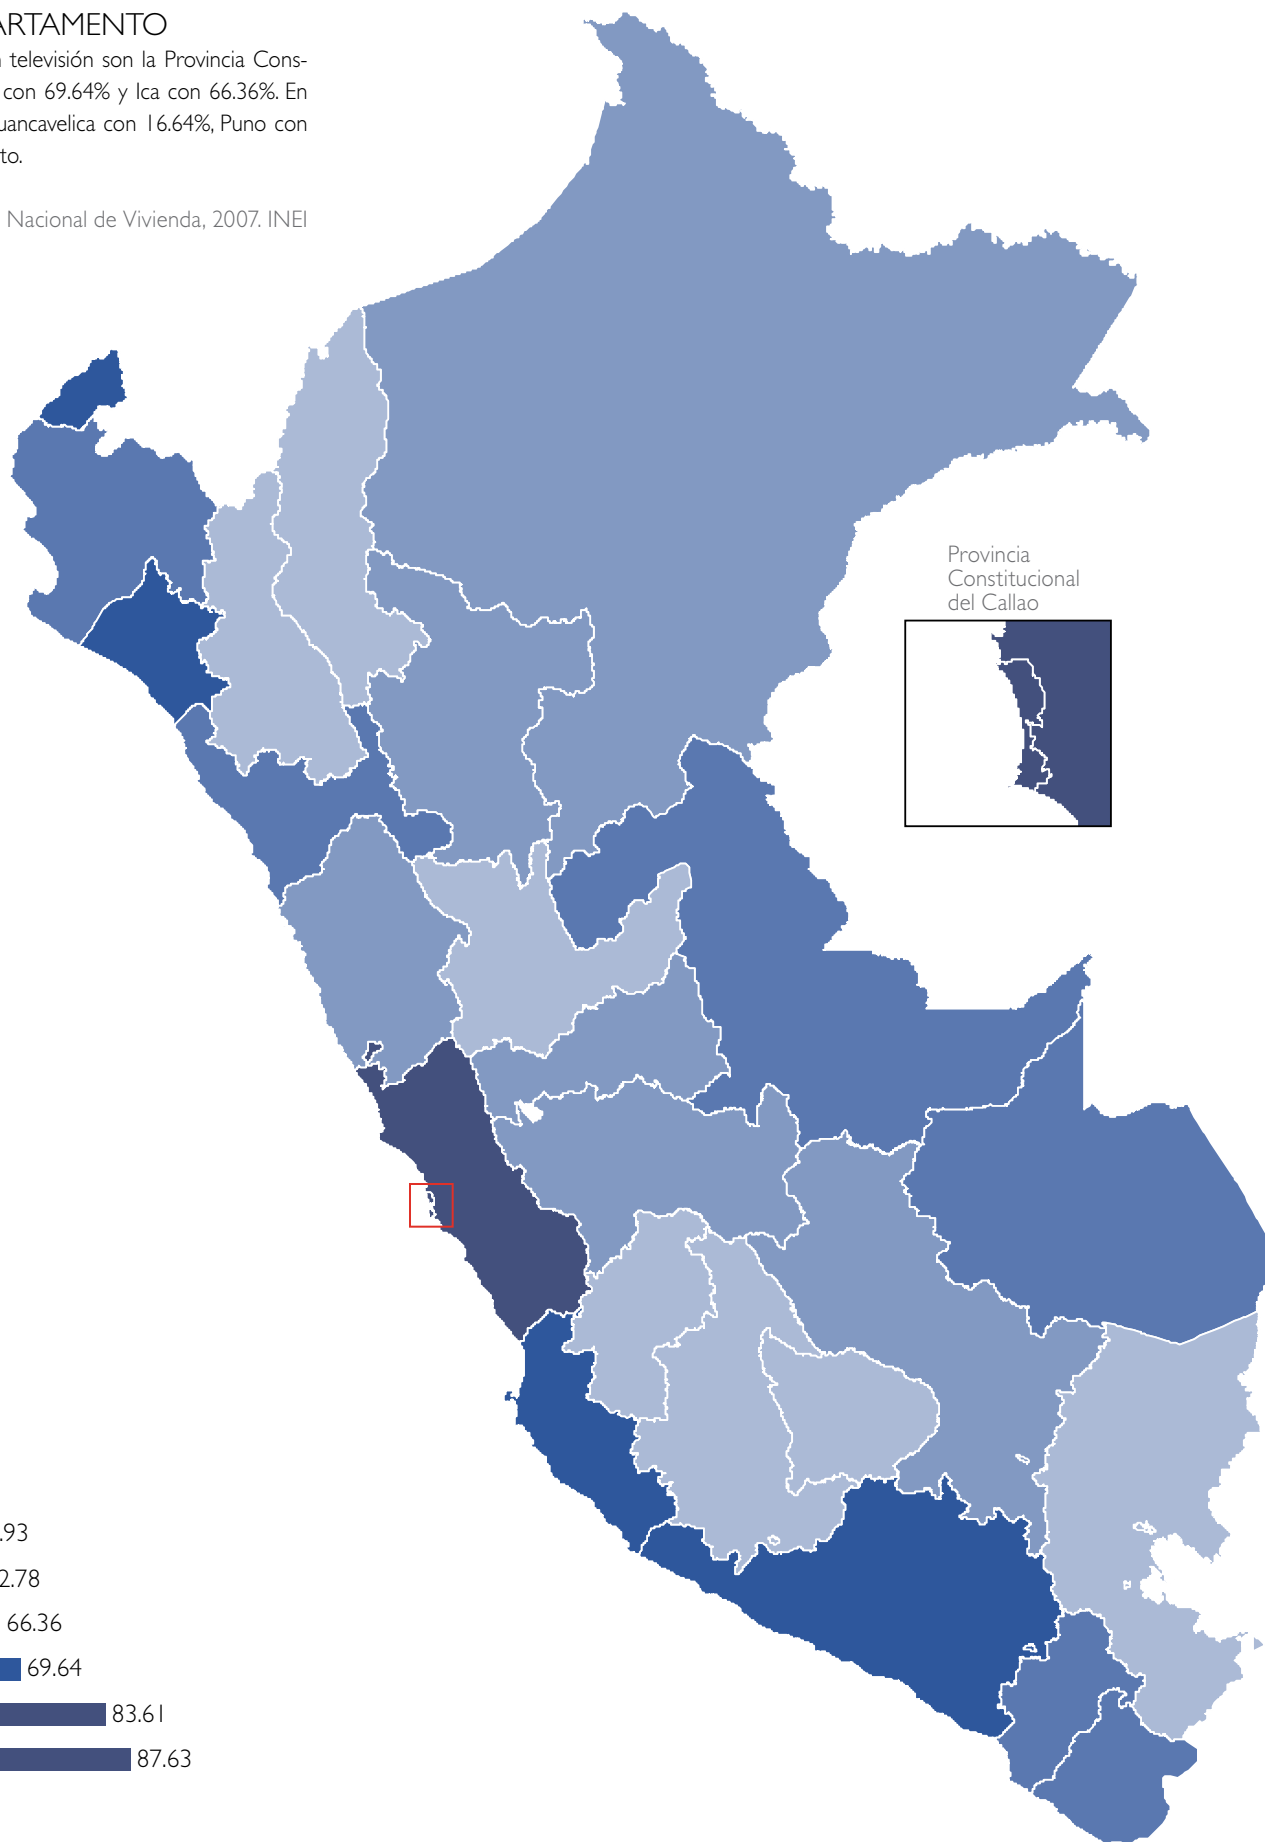 ARTAMENTO
n televisión son la Provincia Cons-
con 69.64% y Ica con 66.36%. En
uancavelica con 16.64%, Puno con
to.
Nacional de Vivienda, 2007. INEI
Provincia
Constitucional
del Callao
.93
2.78
66.36
69.64
83.61
87.63